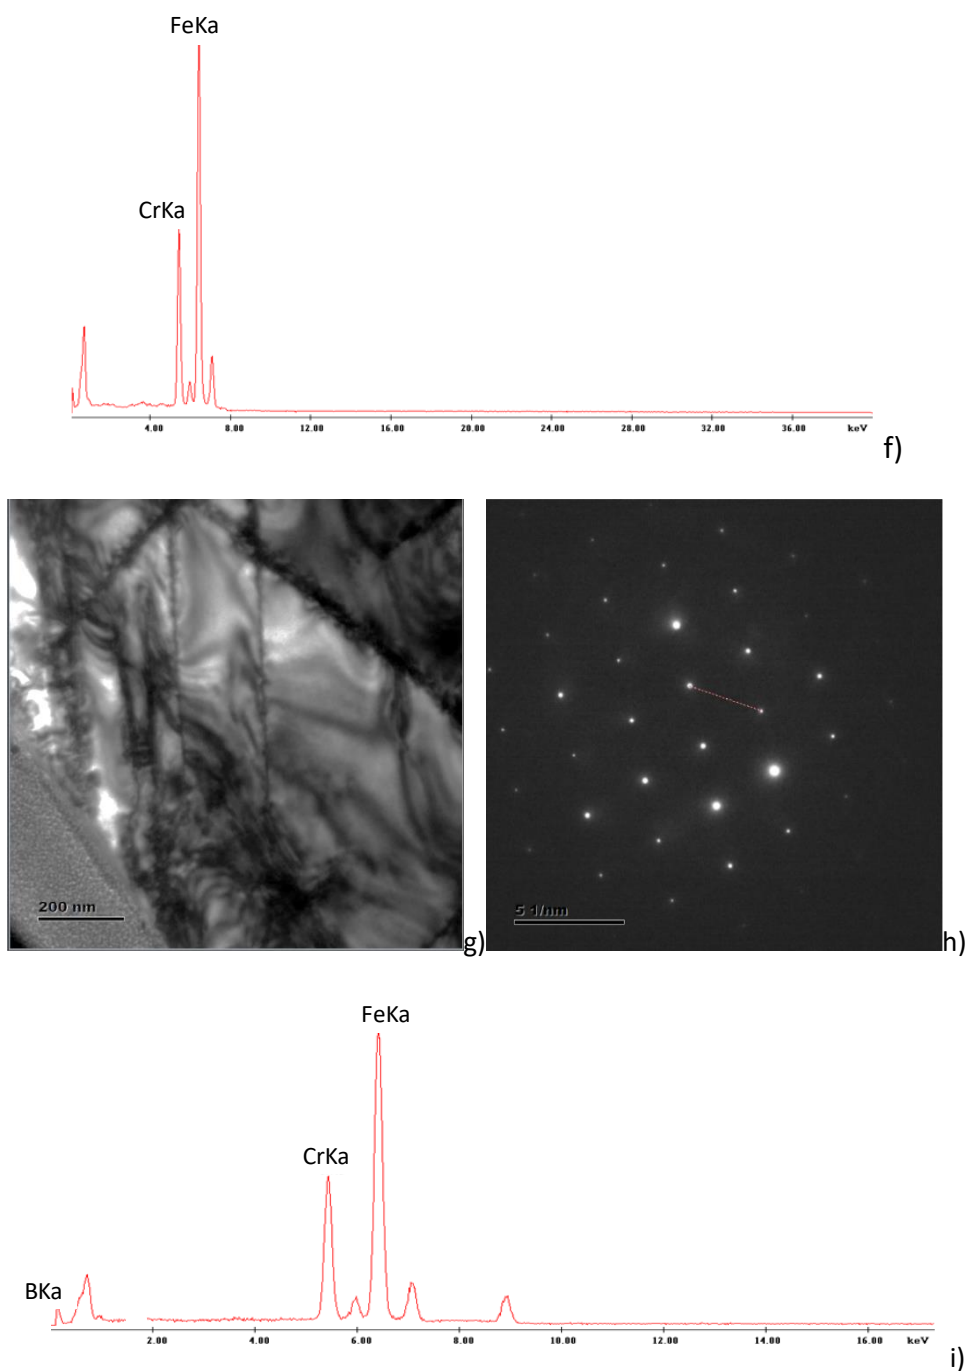 FeKa
CrKa
4.00 8.00 12.00 16.00 20.00 24.00 28.00 32.00 36.00 keV
f)
200 nm
g)
5 1/nm
h)
FeKa
CrKa
BKa
2.00 4.00 6.00 8.00 10.00 12.00 14.00 16.00 keV
i)